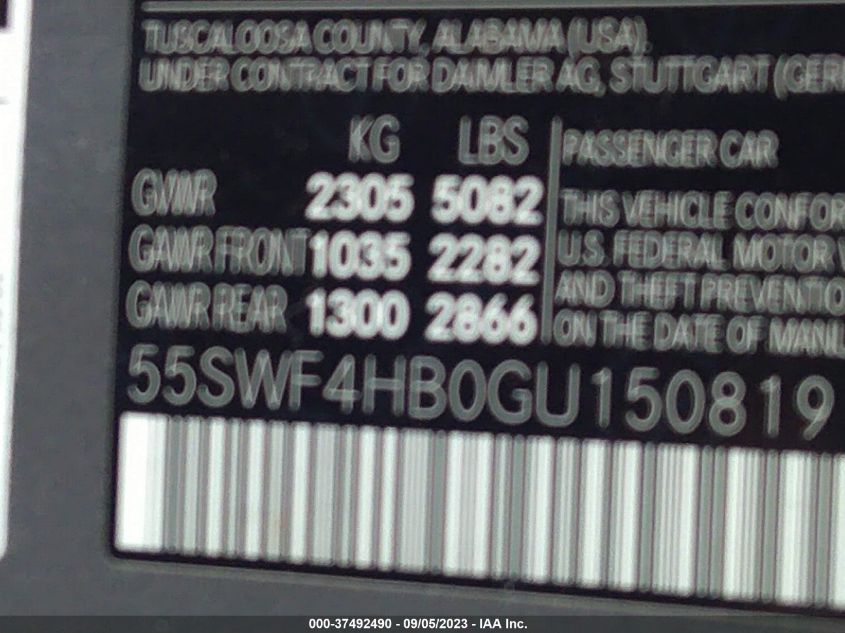 TUSCALOOSA COUNTY, ALABAMA (USA),
UNDER CONTRACT FOR DAIMLER AG, STUTTGART (GER
KG LBS
GVWR 2305 5082
GAWR FRONT 1035 2282
GAWR REAR 1300 2866
PASSENGER CAR
THIS VEHICLE CONFOR
U.S. FEDERAL MOTOR V
AND THEFT PREVENTIO
ON THE DATE OF MANU
55SWF4HB0GU150819
000-37492490 - 09/05/2023 - IAA Inc.